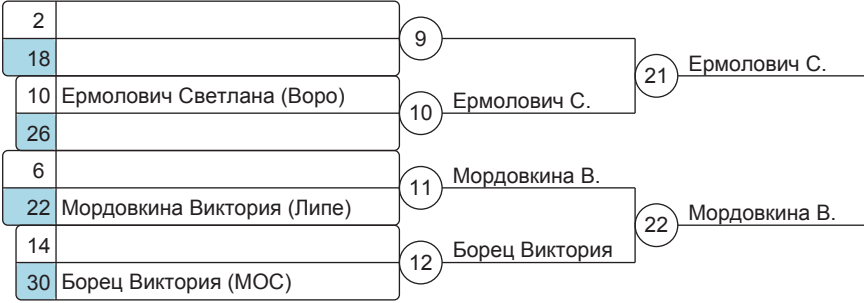 2
9
18
21 Ермолович С.
10 Ермолович Светлана (Воро)
10 Ермолович С.
26
6
11 Мордовкина В.
22 Мордовкина Виктория (Липе)
22 Мордовкина В.
14
12 Борец Виктория
30 Борец Виктория (МОС)